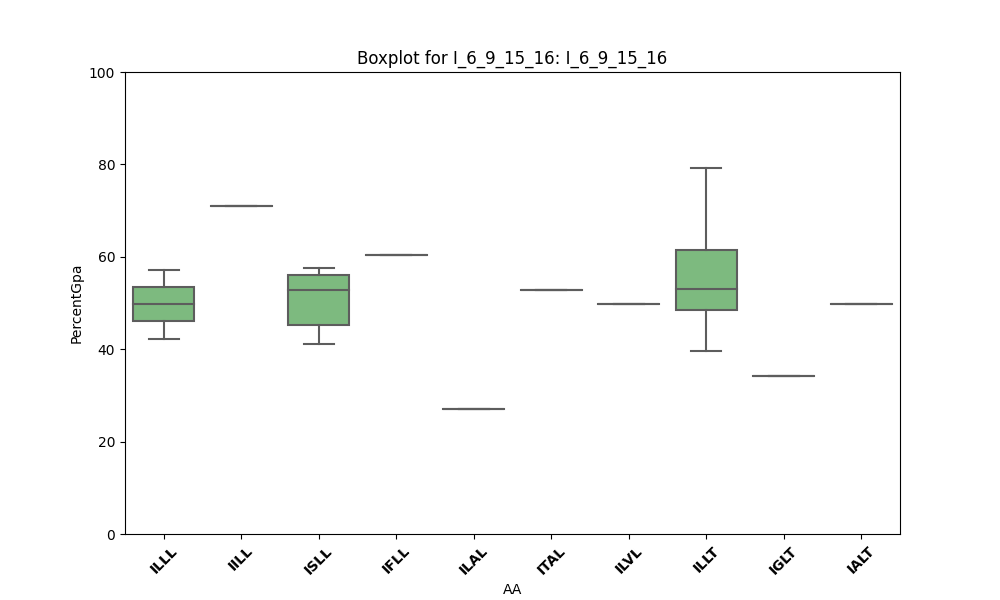 Boxplot for I_6_9_15_16: I_6_9_15_16
100
80
60
40
20
0
PercentGpa
ILLL
IILL
ISLL
IFLL
ILAL
ITAL
ILVL
ILLT
IGLT
IALT
AA